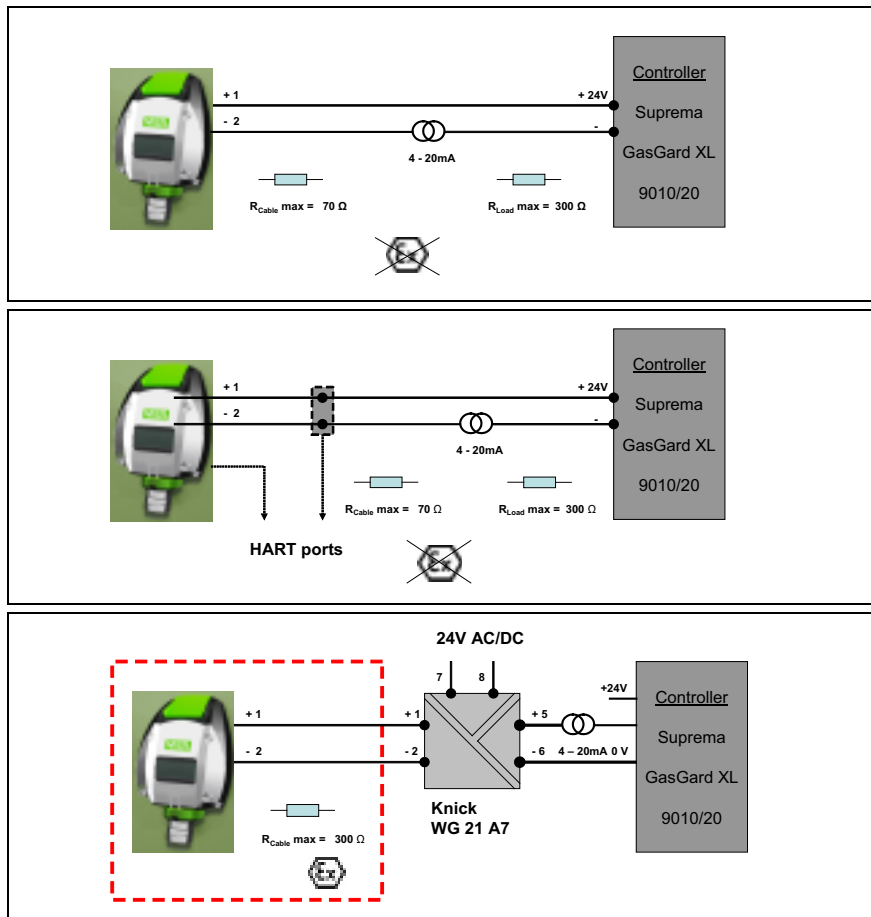 Controller
+ 1
+ 24V
Suprema
- 2
-
GasGard XL
4 - 20mA
9010/20
RCable max = 70 Ω
RLoad max = 300 Ω
Ex
Controller
+ 1
+ 24V
Suprema
- 2
-
GasGard XL
4 - 20mA
9010/20
RCable max = 70 Ω
RLoad max = 300 Ω
HART ports
Ex
24V AC/DC
7 8
+24V
Controller
+ 1
+ 1
+ 5
Suprema
- 2
- 2
- 6 4 – 20mA 0 V
GasGard XL
Knick
WG 21 A7
9010/20
RCable max = 300 Ω
Ex